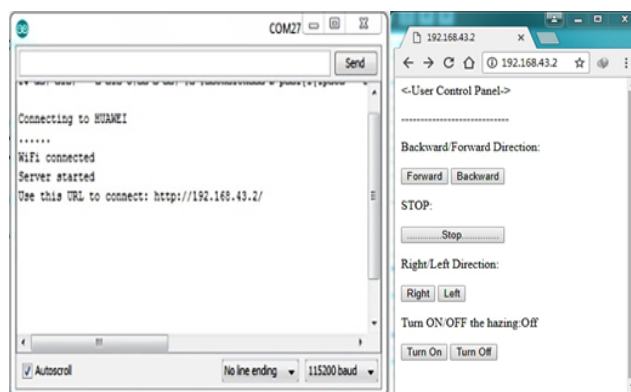 COM27
Send
Connecting to HUAWEI
......
WiFi connected
Server started
Use this URL to connect: http://192.168.43.2/
Autoscroll
No line ending
115200 baud
192.168.43.2
192.168.43.2
<-User Control Panel->
----------------------------
Backward/Forward Direction:
Forward Backward
STOP:
.............Stop..............
Right/Left Direction:
Right Left
Turn ON/OFF the hazing:Off
Turn On Turn Off